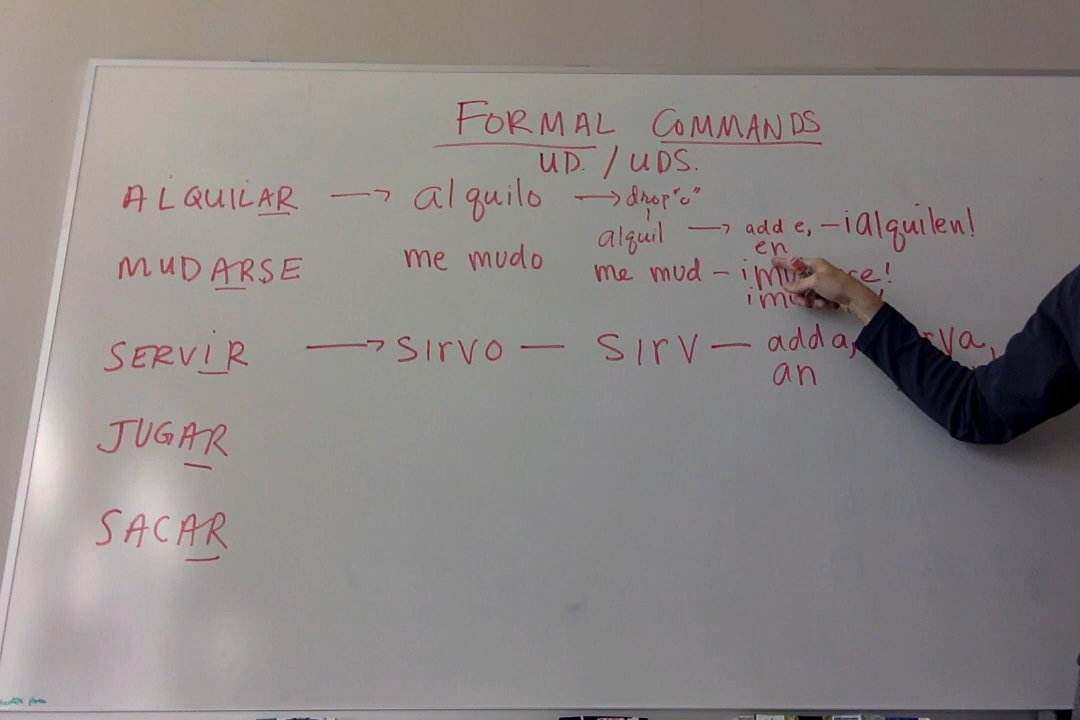 FORMAL COMMANDS
UD. / UDS.
ALQUILAR → alquilo → drop "o"
alquil → add e, - ¡alquilen!
en
MUDARSE me mudo me mud -
SERVIR → sirvo - sirv - add a,
an
JUGAR
SACAR